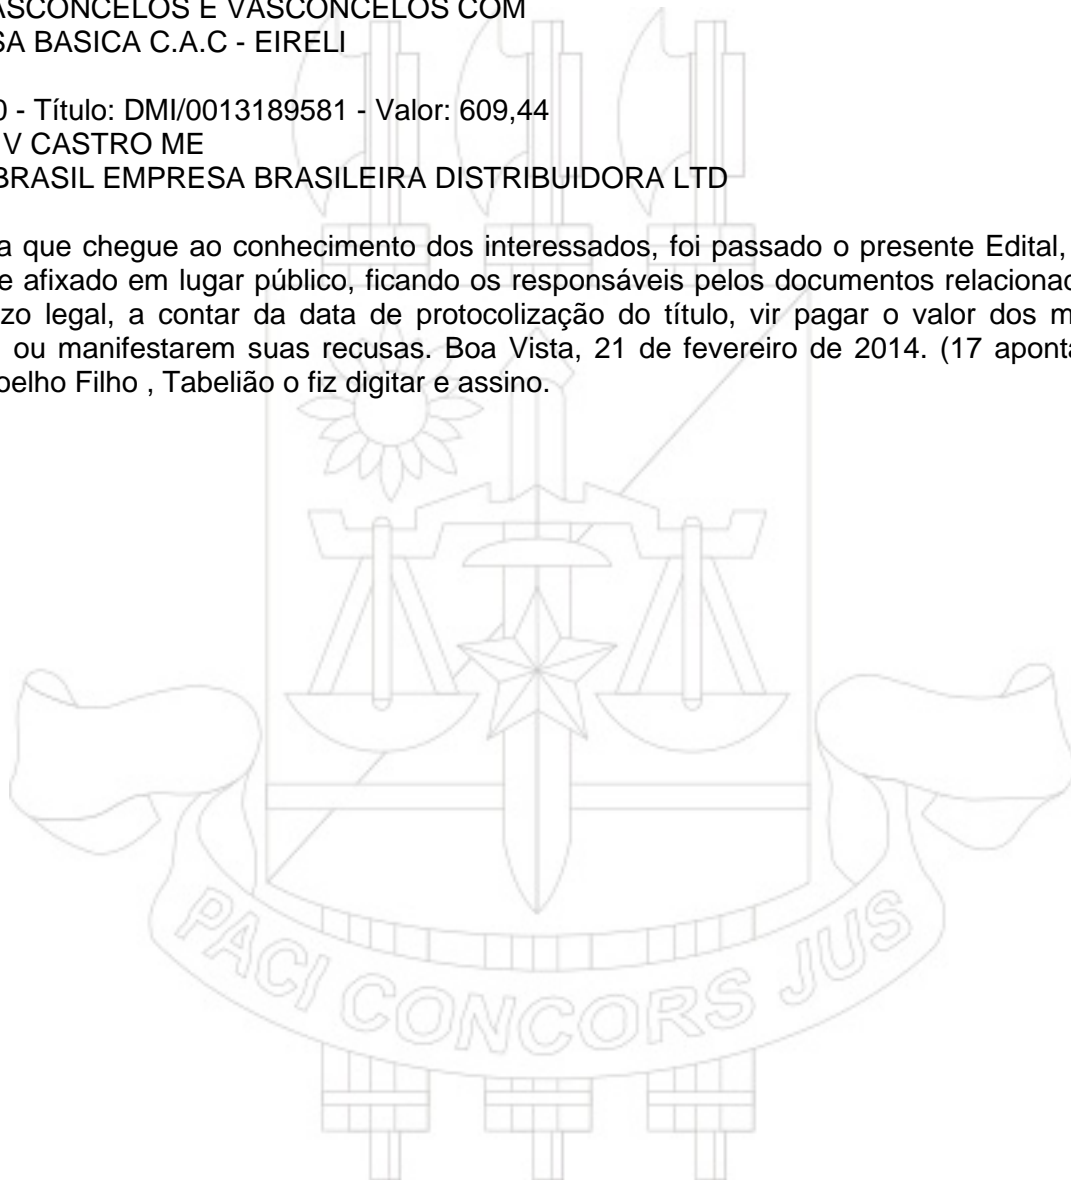 ASCONCELOS E VASCONCELOS COM
SA BASICA C.A.C - EIRELI
0 - Título: DMI/0013189581 - Valor: 609,44
V CASTRO ME
BRASIL EMPRESA BRASILEIRA DISTRIBUIDORA LTD
a que chegue ao conhecimento dos interessados, foi passado o presente Edital,
e afixado em lugar público, ficando os responsáveis pelos documentos relacionad
zo legal, a contar da data de protocolização do título, vir pagar o valor dos m
ou manifestarem suas recusas. Boa Vista, 21 de fevereiro de 2014. (17 aponta
oelho Filho , Tabelião o fiz digitar e assino.
PACI CONCORS JUS